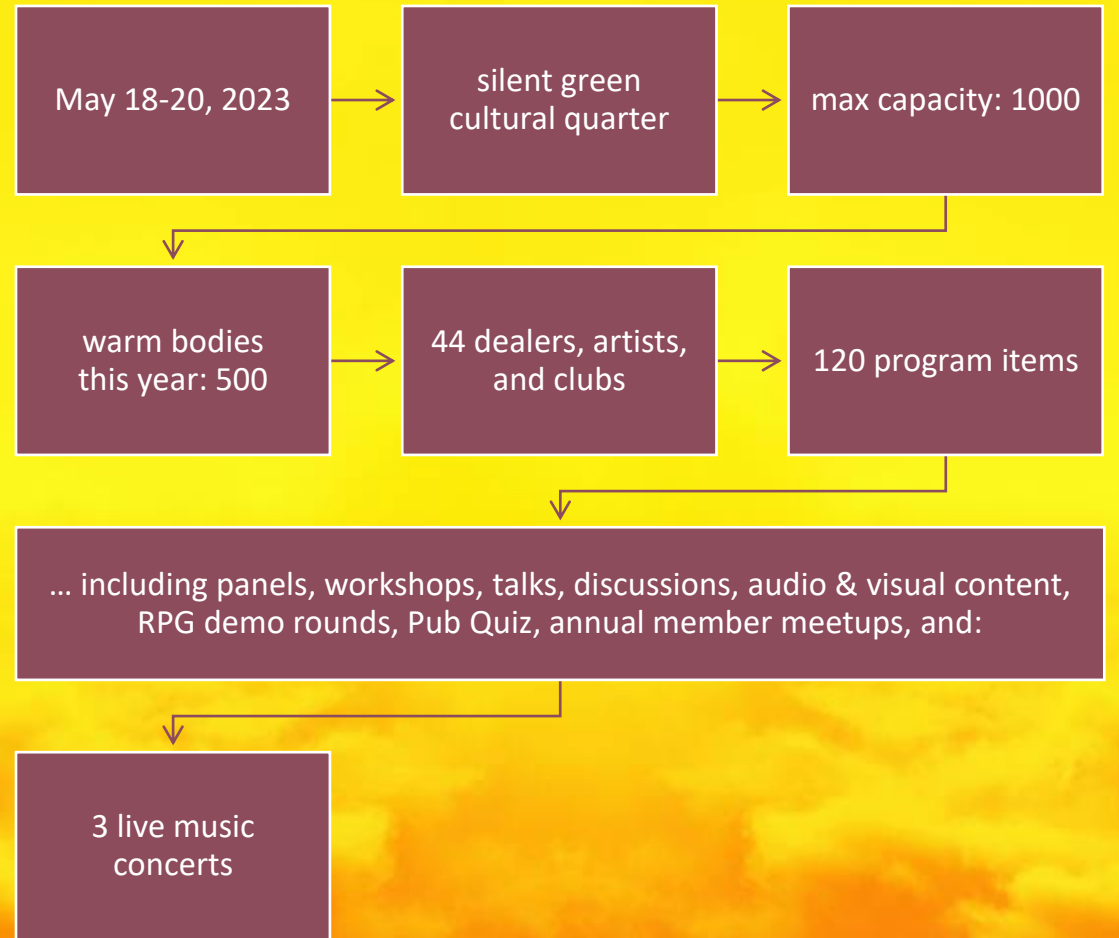 May 18-20, 2023
silent green
cultural quarter
max capacity: 1000
warm bodies
this year: 500
44 dealers, artists,
and clubs
120 program items
... including panels, workshops, talks, discussions, audio & visual content,
RPG demo rounds, Pub Quiz, annual member meetups, and:
3 live music
concerts